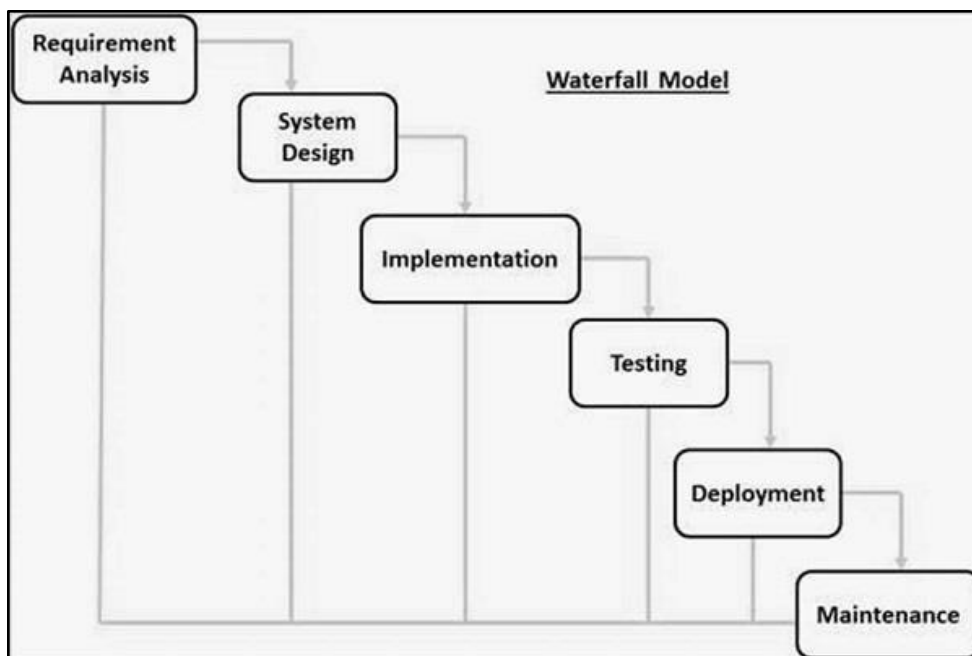 Requirement
Analysis
Waterfall Model
System
Design
Implementation
Testing
Deployment
Maintenance